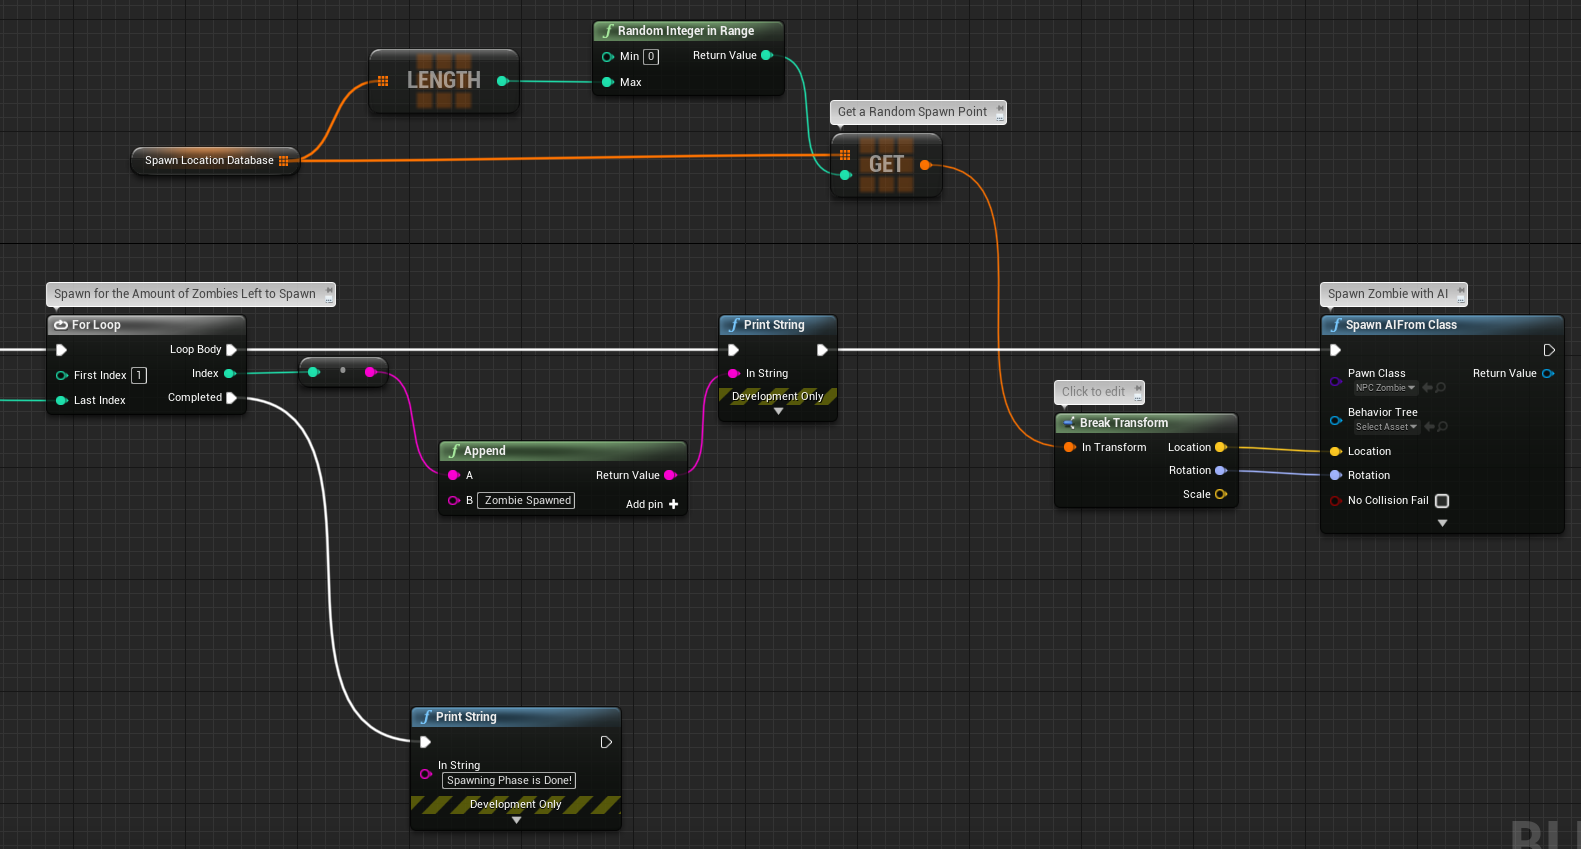 Random Integer in Range
Min 0
Return Value
Max
LENGTH
Get a Random Spawn Point
Spawn Location Database
GET
Spawn for the Amount of Zombies Left to Spawn
For Loop
Loop Body
First Index 1
Index
Last Index
Completed
Print String
In String
Development Only
Append
A
Return Value
B Zombie Spawned
Add pin
Click to edit
Break Transform
In Transform
Location
Rotation
Scale
Spawn Zombie with AI
Spawn AIFrom Class
Pawn Class
NPC Zombie
Return Value
Behavior Tree
Select Asset
Location
Rotation
No Collision Fail
Print String
In String
Spawning Phase is Done!
Development Only